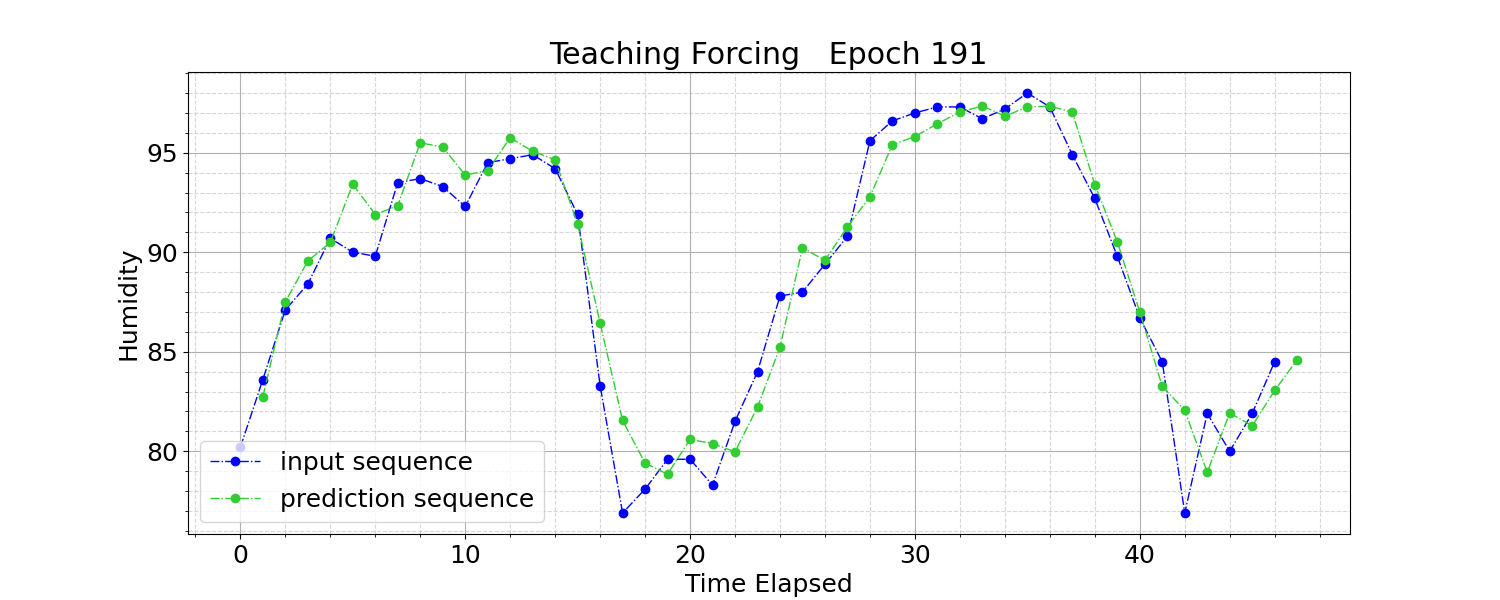 Teaching Forcing   Epoch 191
Humidity
95
90
85
80
input sequence
prediction sequence
0 10 20 30 40
Time Elapsed